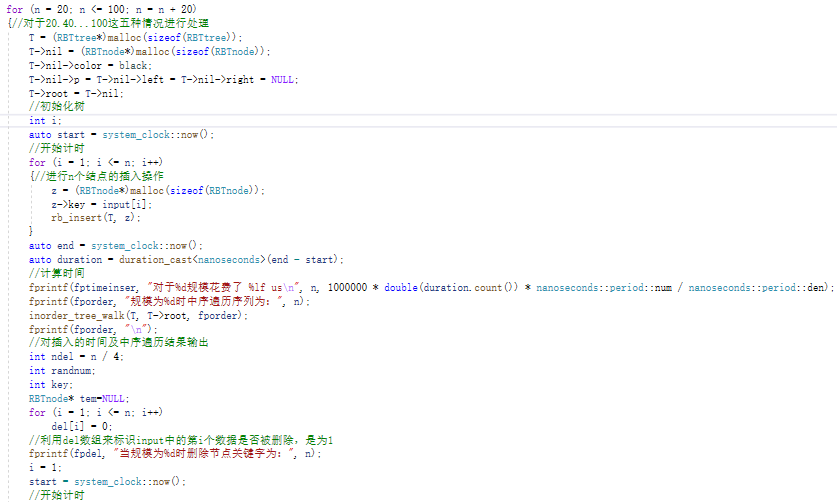 for (n = 20; n <= 100; n = n + 20)
{//对于20.40...100这五种情况进行处理
T = (RBTtree*)malloc(sizeof(RBTtree));
T->nil = (RBTnode*)malloc(sizeof(RBTnode));
T->nil->color = black;
T->nil->p = T->nil->left = T->nil->right = NULL;
T->root = T->nil;
//初始化树
int i;
auto start = system_clock::now();
//开始计时
for (i = 1; i <= n; i++)
{//进行n个结点的插入操作
z = (RBTnode*)malloc(sizeof(RBTnode));
z->key = input[i];
rb_insert(T, z);
}
auto end = system_clock::now();
auto duration = duration_cast<nanoseconds>(end - start);
//计算时间
fprintf(fptimeinser, "对于%d规模花费了 %lf us\n", n, 1000000 * double(duration.count()) * nanoseconds::period::num / nanoseconds::period::den);
fprintf(fporder, "规模为%d时中序遍历序列为：", n);
inorder_tree_walk(T, T->root, fporder);
fprintf(fporder, "\n");
//对插入的时间及中序遍历结果输出
int ndel = n / 4;
int randnum;
int key;
RBTnode* tem=NULL;
for (i = 1; i <= n; i++)
del[i] = 0;
//利用del数组来标识input中的第i个数据是否被删除，是为1
fprintf(fpdel, "当规模为%d时删除节点关键字为：", n);
i = 1;
start = system_clock::now();
//开始计时